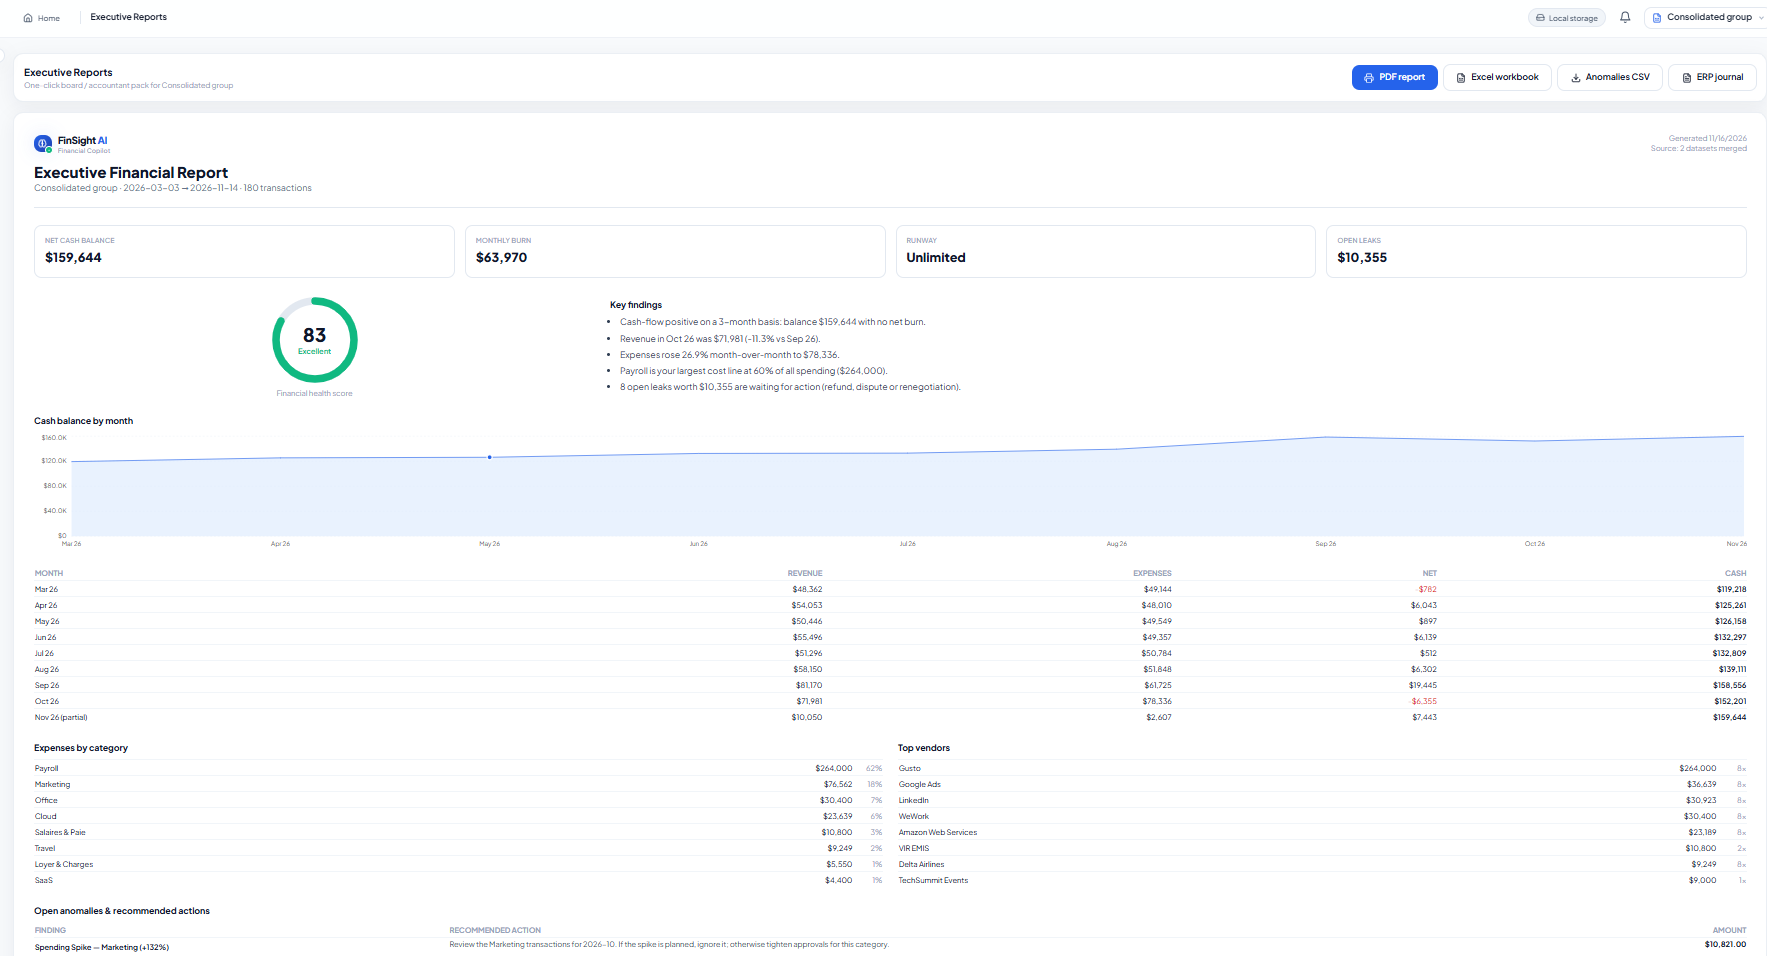 Home
Executive Reports
Local storage
Consolidated group
Executive Reports
One-click board / accountant pack for Consolidated group
PDF report
Excel workbook
Anomalies CSV
ERP journal
FinSight AI
Financial Copilot
Generated 11/16/2026
Source: 2 datasets merged
Executive Financial Report
Consolidated group · 2026-03-03 → 2026-11-14 · 180 transactions
NET CASH BALANCE
$159,644
MONTHLY BURN
$63,970
RUNWAY
Unlimited
OPEN LEAKS
$10,355
83
Excellent
Financial health score
Key findings
• Cash-flow positive on a 3-month basis: balance $159,644 with no net burn.
• Revenue in Oct 26 was $71,981 (-11.3% vs Sep 26).
• Expenses rose 26.9% month-over-month to $78,336.
• Payroll is your largest cost line at 60% of all spending ($264,000).
• 8 open leaks worth $10,355 are waiting for action (refund, dispute or renegotiation).
Cash balance by month
$160.0K
$120.0K
$80.0K
$40.0K
$0
Mar 26 Apr 26 May 26 Jun 26 Jul 26 Aug 26 Sep 26 Oct 26 Nov 26
MONTH REVENUE EXPENSES NET CASH
Mar 26 $48,362 $49,144 -$782 $119,218
Apr 26 $54,053 $48,010 $6,043 $125,261
May 26 $50,446 $49,549 $897 $126,158
Jun 26 $55,496 $49,357 $6,139 $132,297
Jul 26 $51,296 $50,784 $512 $132,809
Aug 26 $58,150 $51,848 $6,302 $139,111
Sep 26 $81,170 $61,725 $19,445 $158,556
Oct 26 $71,981 $78,336 -$6,355 $152,201
Nov 26 (partial) $10,050 $2,607 $7,443 $159,644
Expenses by category
Payroll $264,000 62%
Marketing $76,562 18%
Office $30,400 7%
Cloud $23,639 6%
Salaires & Paie $10,800 3%
Travel $9,249 2%
Loyer & Charges $5,550 1%
SaaS $4,400 1%
Top vendors
Gusto $264,000 8×
Google Ads $36,639 8×
LinkedIn $30,923 8×
WeWork $30,400 8×
Amazon Web Services $23,189 8×
VIR EMIS $10,800 2×
Delta Airlines $9,249 8×
TechSummit Events $9,000 1×
Open anomalies & recommended actions
FINDING RECOMMENDED ACTION AMOUNT
Spending Spike — Marketing (+132%) Review the Marketing transactions for 2026-10. If the spike is planned, ignore it; otherwise tighten approvals for this category. $10,821.00